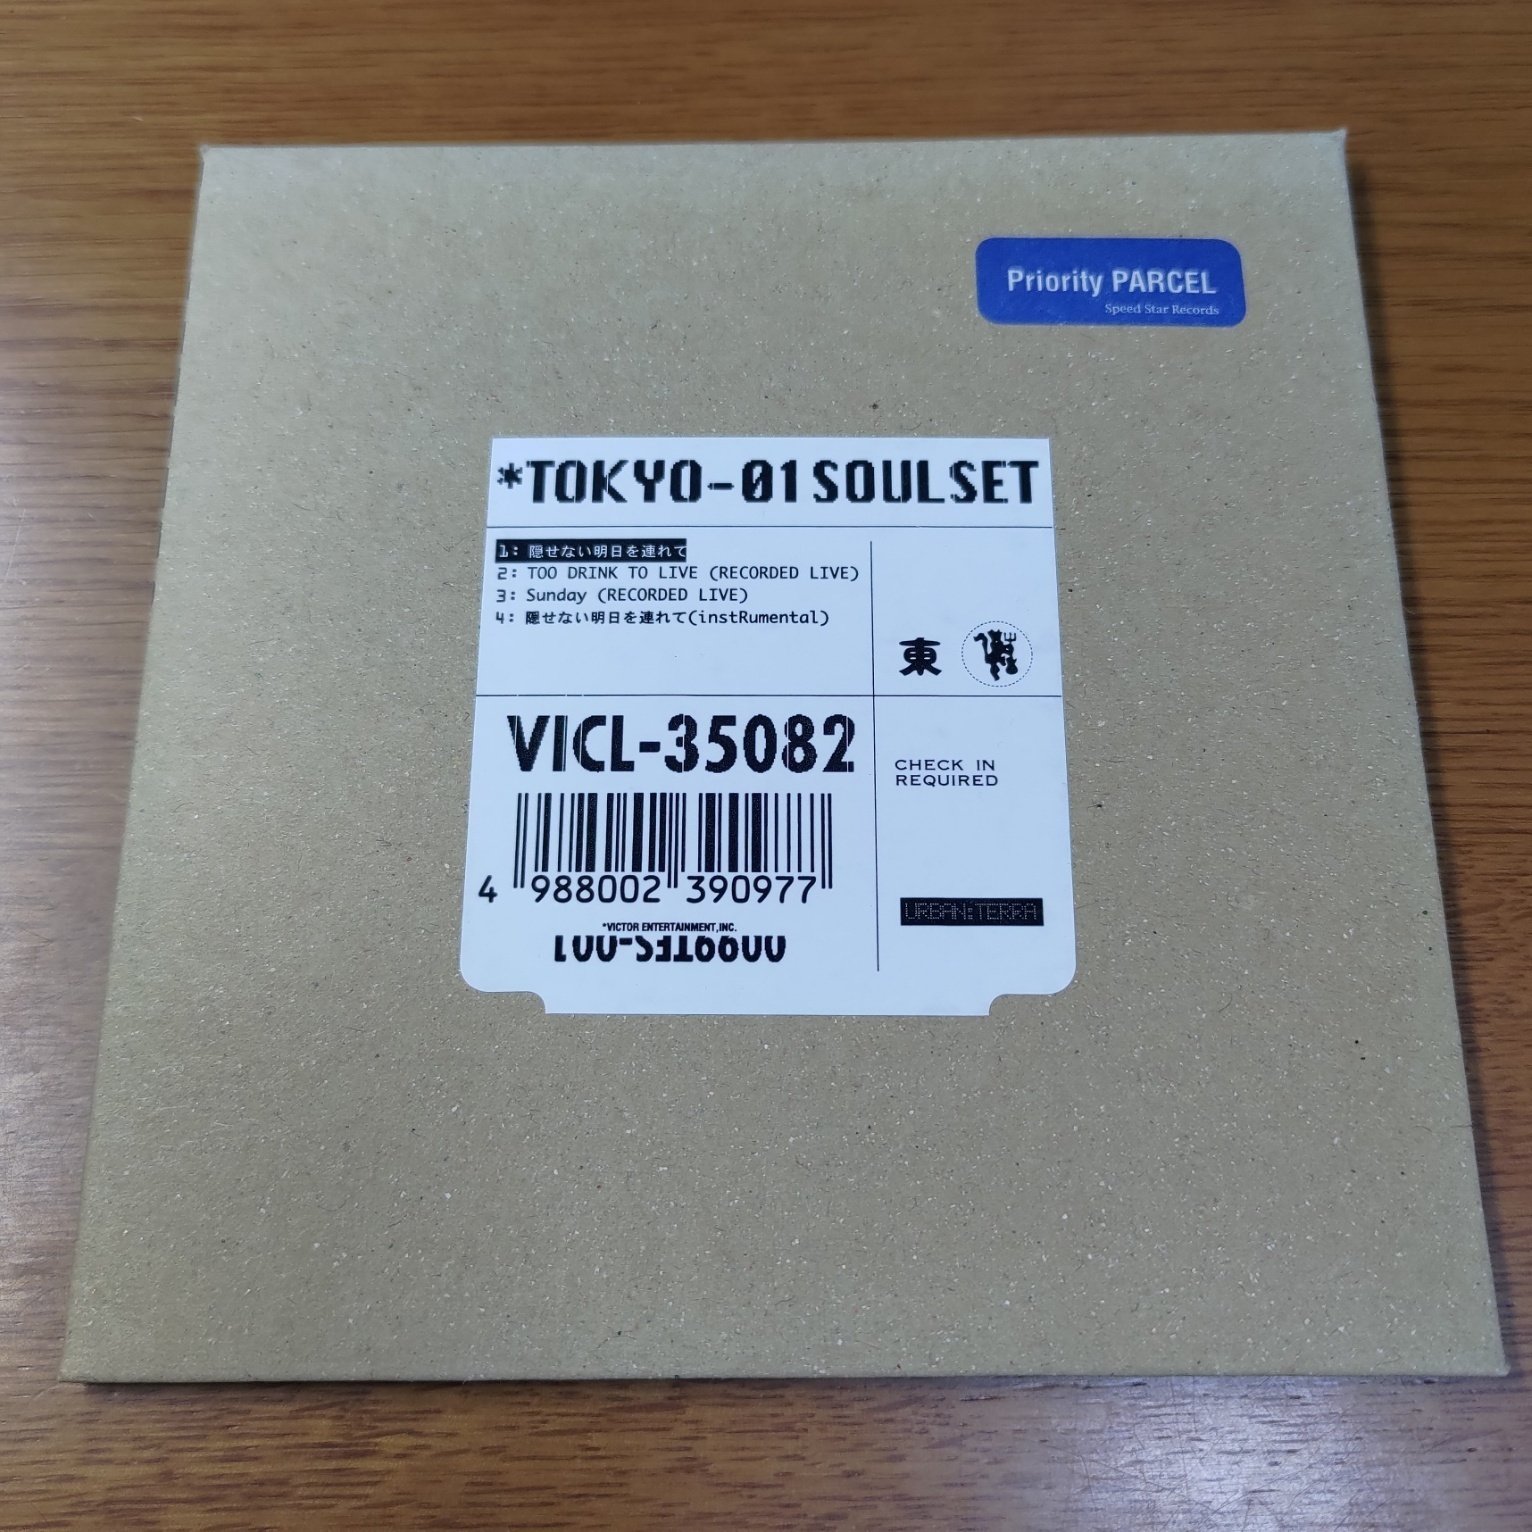 Priority PARCEL
Speed Star Records
*TOKYO-01SOULSET
1: 隠せない明日を連れて
2: TOO DRINK TO LIVE (RECORDED LIVE)
3: Sunday (RECORDED LIVE)
4: 隠せない明日を連れて(instRumental)
東
VICL-35082
CHECK IN
REQUIRED
4 988002 390977
URBAN:TERRA
*VICTOR ENTERTAINMENT,INC.